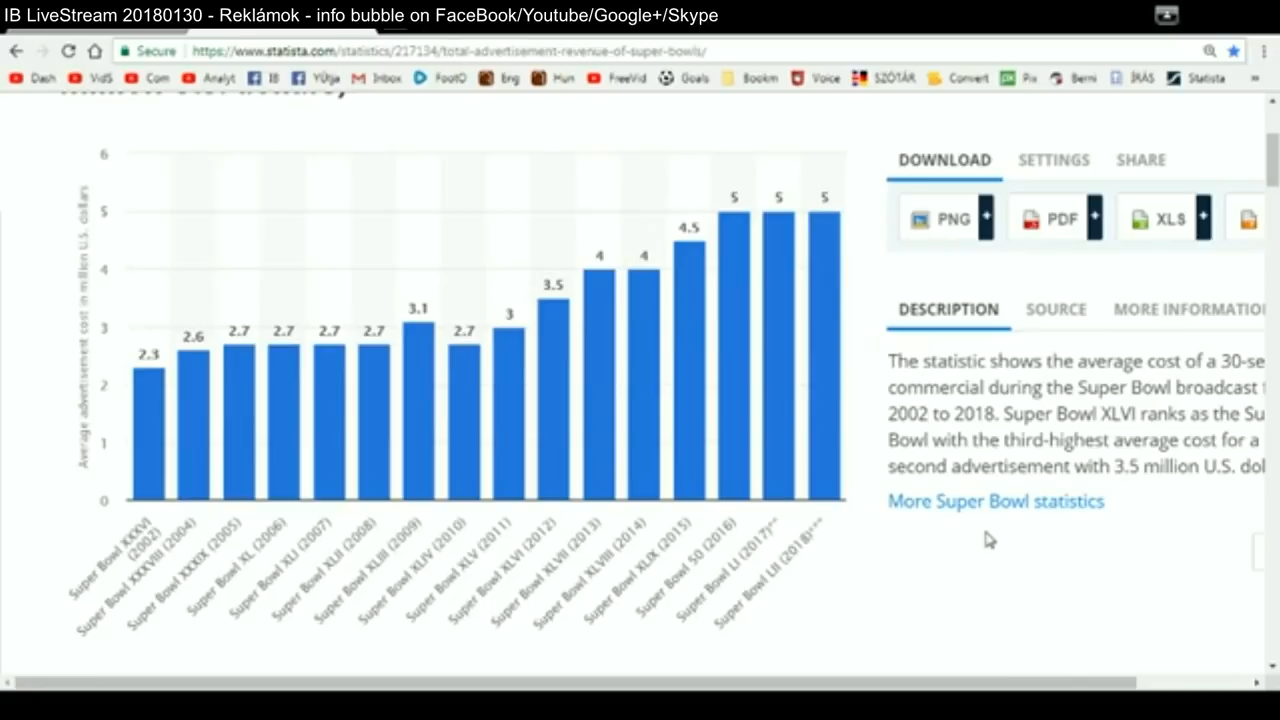 IB LiveStream 20180130 - Reklámok - info bubble on FaceBook/Youtube/Google+/Skype
Secure https://www.statista.com/statistics/217134/total-advertisement-revenue-of-super-bowls/
Dash VidS Com Analyt IB YÚtja Inbox FootO Eng Hun FreeVid Goals Bookm Voice SZÓTÁR Convert Pix Berni ÍRÁS Statista »
DOWNLOAD SETTINGS SHARE
PNG + PDF + XLS +
DESCRIPTION SOURCE MORE INFORMATIO
The statistic shows the average cost of a 30-se
commercial during the Super Bowl broadcast
2002 to 2018. Super Bowl XLVI ranks as the Su
Bowl with the third-highest average cost for a
second advertisement with 3.5 million U.S. dol
More Super Bowl statistics
Average advertisement cost in million U.S. dollars
6
5
4
3
2
1
0
2.3 2.6 2.7 2.7 2.7 2.7 3.1 2.7 3 3.5 4 4 4.5 5 5 5
Super Bowl XXXVI
(2002)
Super Bowl XXXVIII (2004)
Super Bowl XXXIX (2005)
Super Bowl XL (2006)
Super Bowl XLI (2007)
Super Bowl XLII (2008)
Super Bowl XLIII (2009)
Super Bowl XLIV (2010)
Super Bowl XLV (2011)
Super Bowl XLVI (2012)
Super Bowl XLVII (2013)
Super Bowl XLVIII (2014)
Super Bowl XLIX (2015)
Super Bowl 50 (2016)
Super Bowl LI (2017)**
Super Bowl LII (2018)***